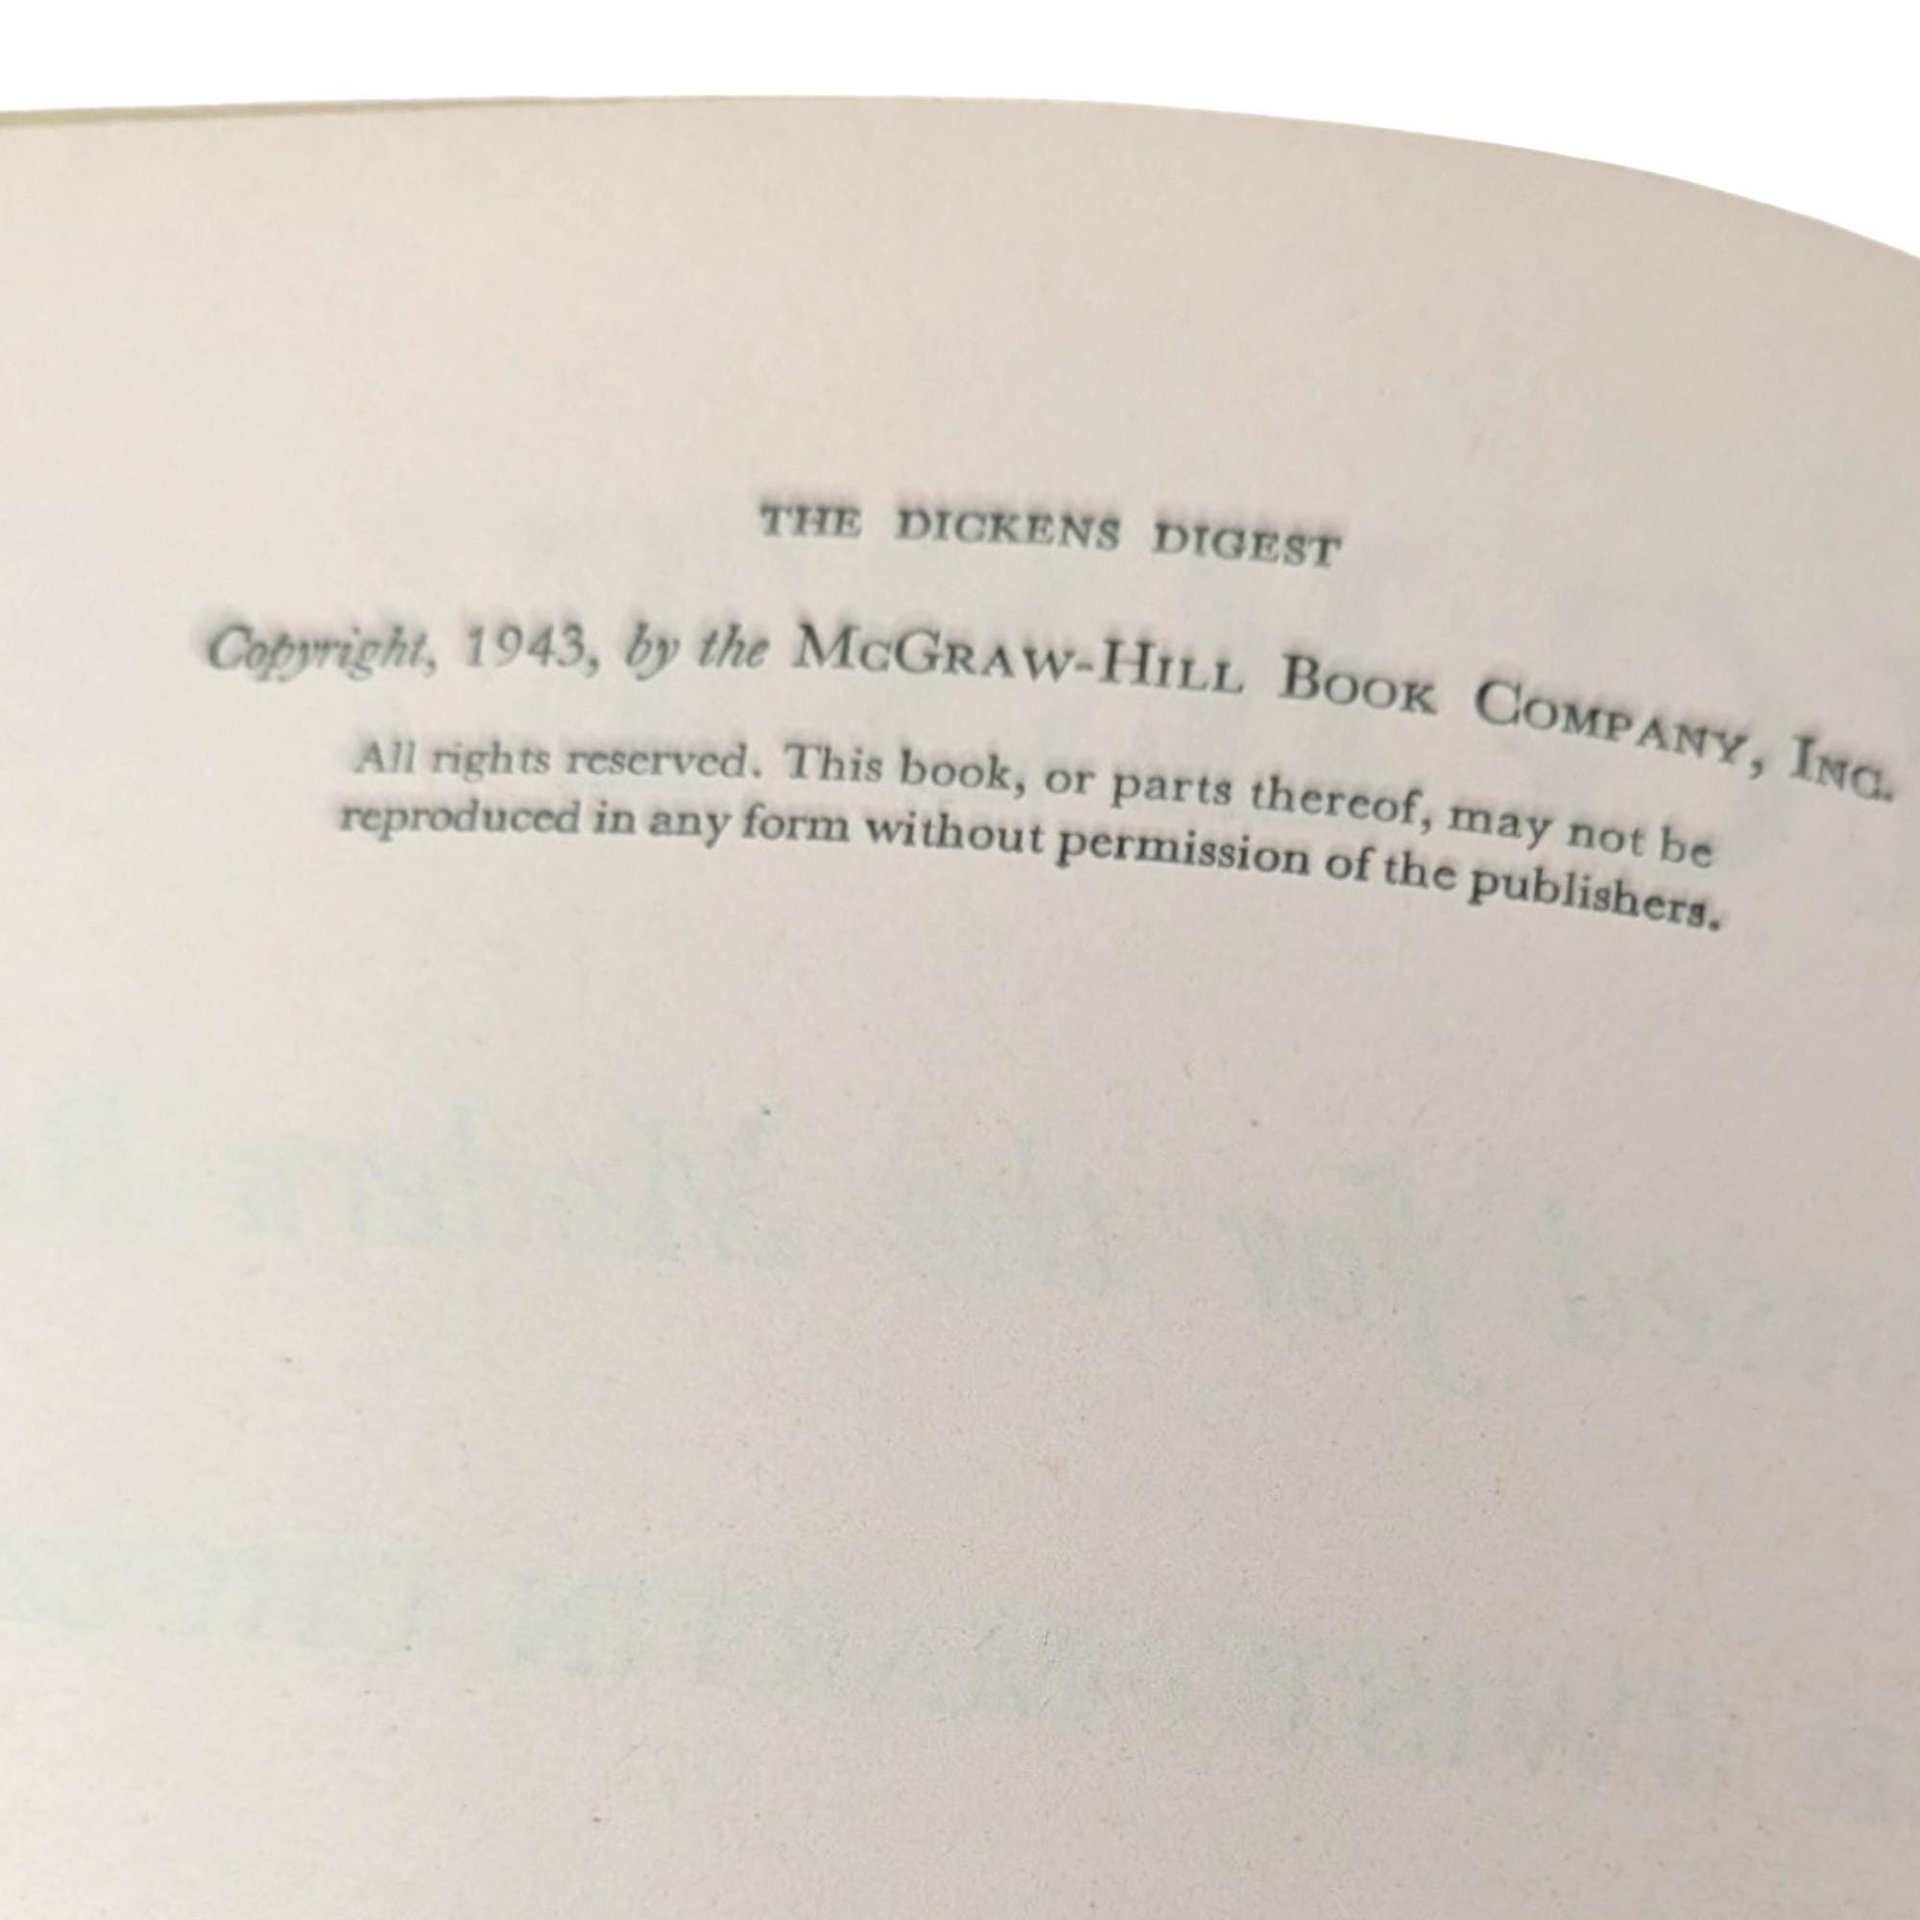 THE DICKENS DIGEST
Copyright, 1943, by the McGraw-Hill Book Company, Inc.
All rights reserved. This book, or parts thereof, may not be
reproduced in any form without permission of the publishers.